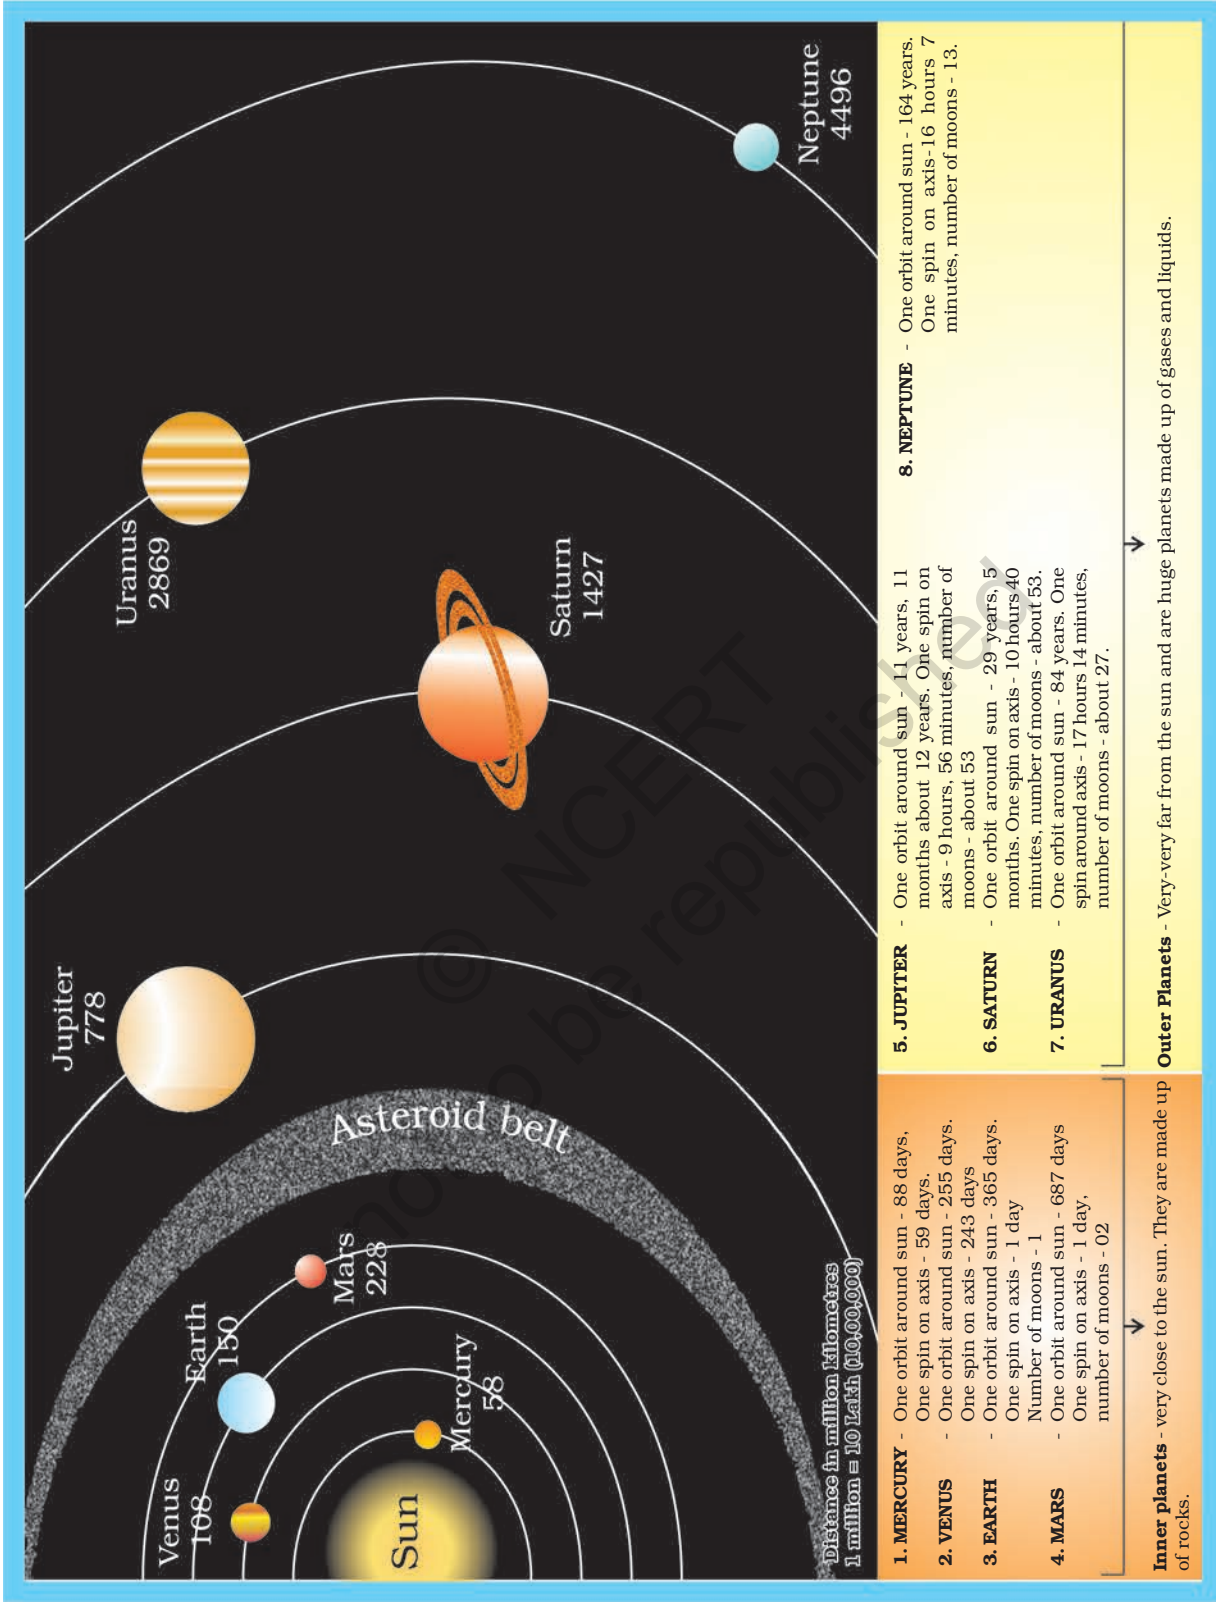 Neptune
4496
Uranus
2869
Saturn
1427
Jupiter
778
Asteroid belt
Mars
228
Earth
150
Mercury
58
Venus
108
Sun
Distance in million kilometres
1 million = 10 Lakh (10,00,000)
1. MERCURY - One orbit around sun - 88 days,
One spin on axis - 59 days.
2. VENUS - One orbit around sun - 255 days.
One spin on axis - 243 days
3. EARTH - One orbit around sun - 365 days.
One spin on axis - 1 day
Number of moons - 1
4. MARS - One orbit around sun - 687 days
One spin on axis - 1 day,
number of moons - 02
Inner planets - very close to the sun. They are made up
of rocks.
5. JUPITER - One orbit around sun - 11 years, 11
months about 12 years. One spin on
axis - 9 hours, 56 minutes, number of
moons - about 53
6. SATURN - One orbit around sun - 29 years, 5
months. One spin on axis - 10 hours 40
minutes, number of moons - about 53.
7. URANUS - One orbit around sun - 84 years. One
spin around axis - 17 hours 14 minutes,
number of moons - about 27.
8. NEPTUNE - One orbit around sun - 164 years.
One spin on axis-16 hours 7
minutes, number of moons - 13.
Outer Planets - Very-very far from the sun and are huge planets made up of gases and liquids.
© NCERT
not to be republished